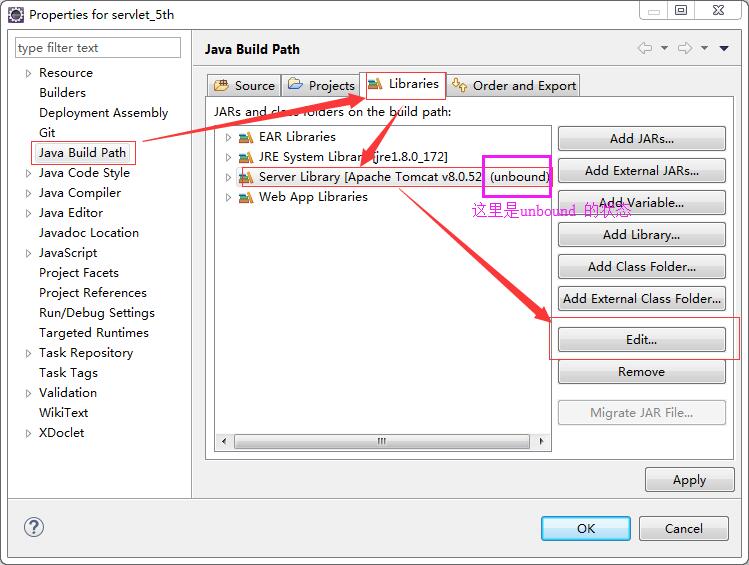 Properties for servlet_5th
type filter text
Resource
Builders
Deployment Assembly
Git
Java Build Path
Java Code Style
Java Compiler
Java Editor
Javadoc Location
JavaScript
Project Facets
Project References
Run/Debug Settings
Targeted Runtimes
Task Repository
Task Tags
Validation
WikiText
XDoclet
Java Build Path
Source Projects Libraries Order and Export
JARs and class folders on the build path:
EAR Libraries
JRE System Library [jre1.8.0_172]
Server Library [Apache Tomcat v8.0.52 (unbound)
Web App Libraries
这里是unbound 的状态
Add JARs...
Add External JARs...
Add Variable...
Add Library...
Add Class Folder...
Add External Class Folder...
Edit...
Remove
Migrate JAR File...
Apply
OK Cancel